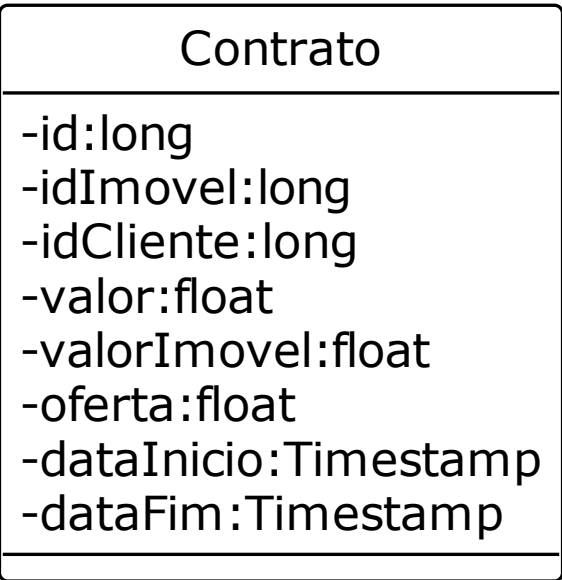 Contrato
-id:long
-idImovel:long
-idCliente:long
-valor:float
-valorImovel:float
-oferta:float
-dataInicio:Timestamp
-dataFim:Timestamp